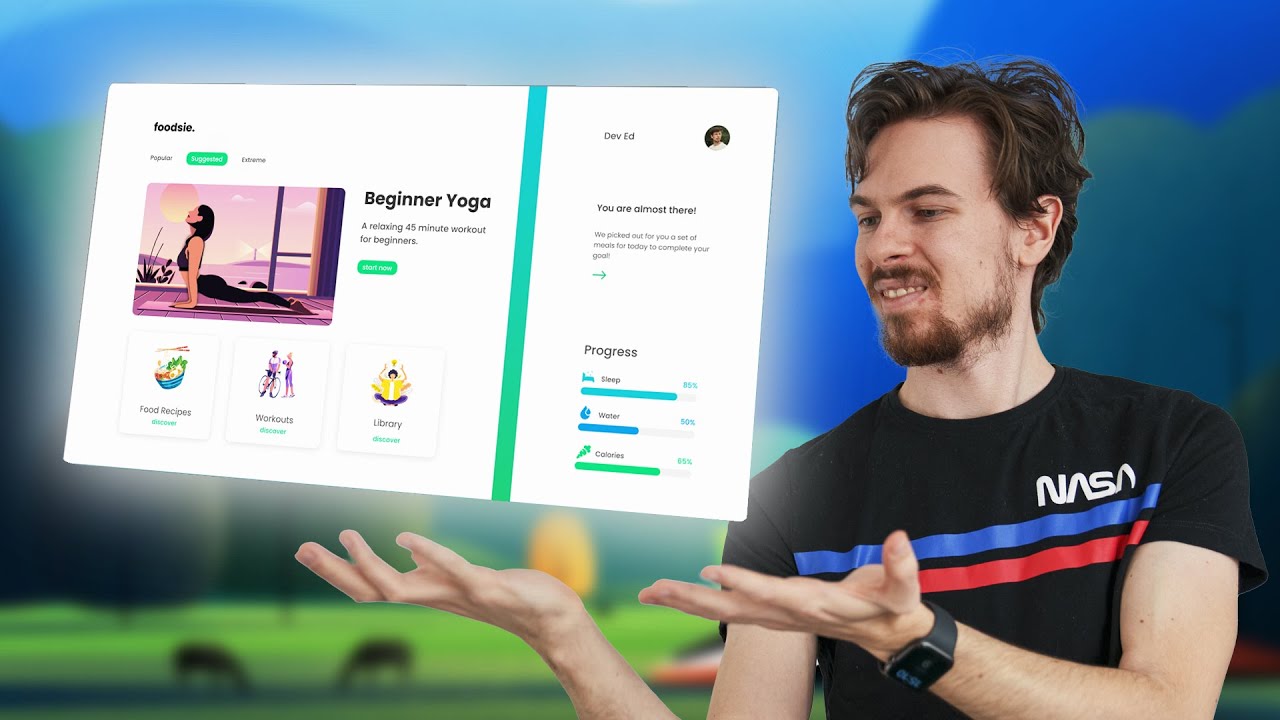 foodsie.
Popular
Suggested
Extreme
Beginner Yoga
A relaxing 45 minute workout
for beginners.
start now
Food Recipes
discover
Workouts
discover
Library
discover
Dev Ed
You are almost there!
We picked out for you a set of
meals for today to complete your
goal!
Progress
Sleep
85%
Water
50%
Calories
65%
NASA